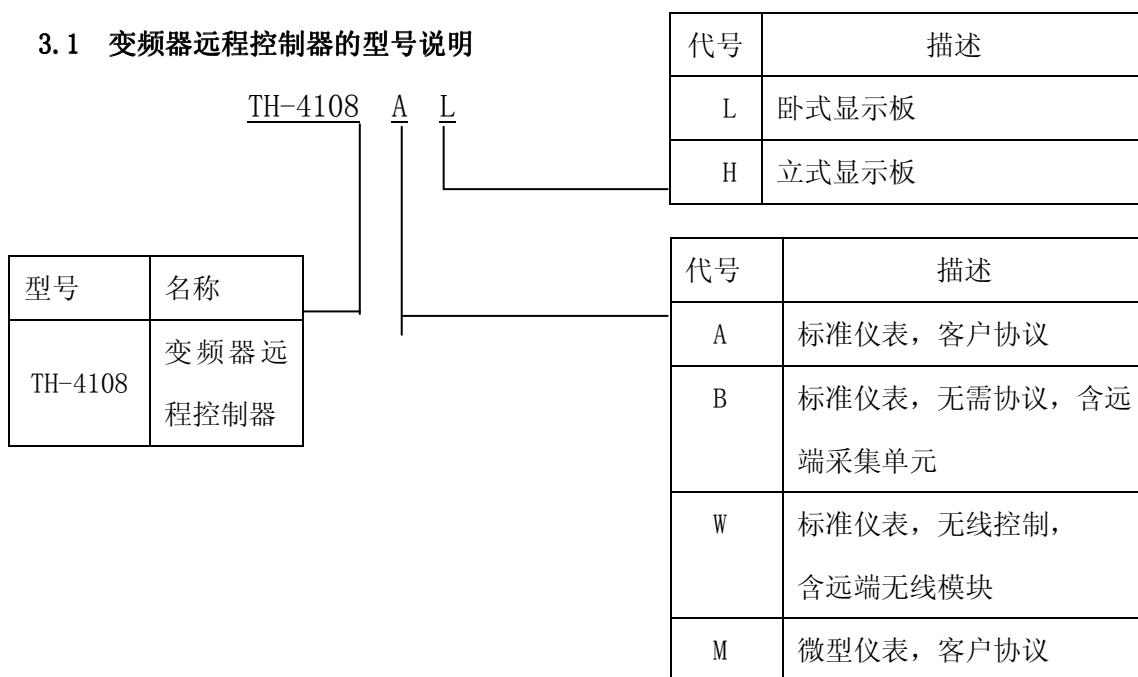 3.1 变频器远程控制器的型号说明
TH-4108 A L
代号 描述
L 卧式显示板
H 立式显示板
型号 名称
TH-4108 变频器远
程控制器
代号 描述
A 标准仪表，客户协议
B 标准仪表，无需协议，含远
端采集单元
W 标准仪表，无线控制，
含远端无线模块
M 微型仪表，客户协议